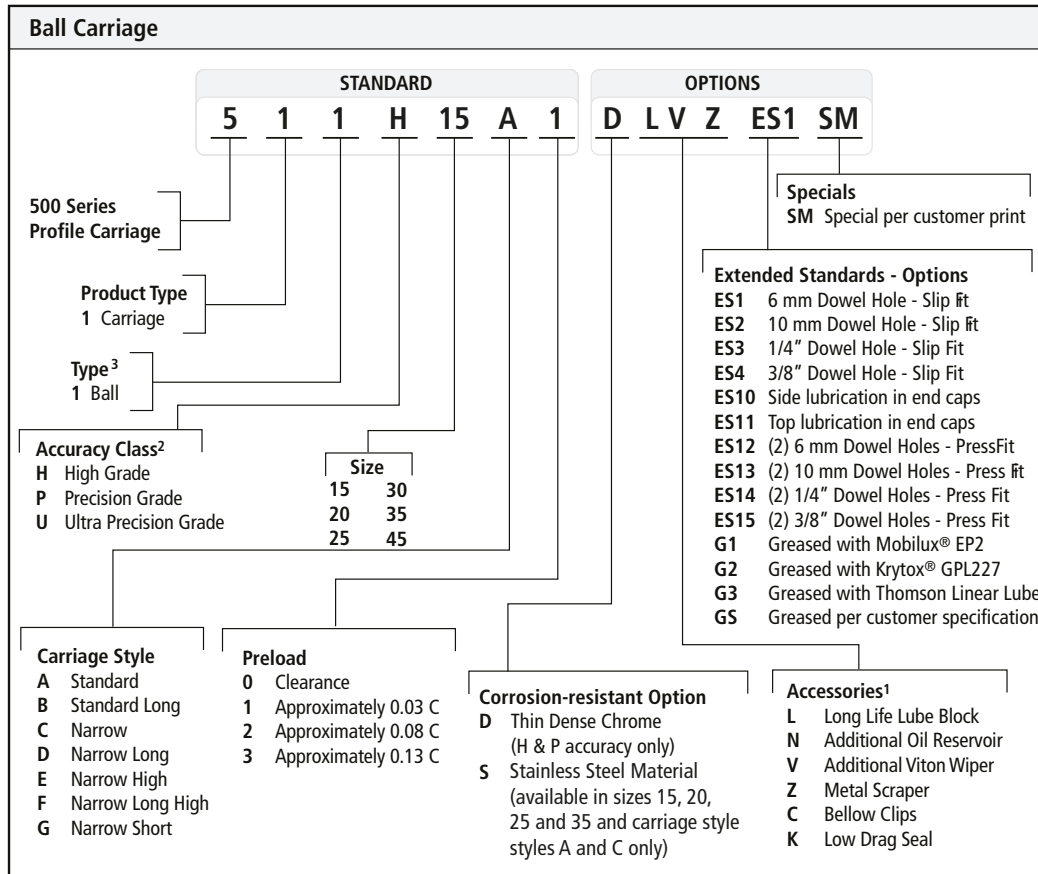 Ball Carriage
STANDARD
OPTIONS
5 1 1 H 15 A 1 D L V Z ES1 SM
500 Series
Profile Carriage
Product Type
1 Carriage
Type³
1 Ball
Accuracy Class²
H High Grade
P Precision Grade
U Ultra Precision Grade
Size
15 30
20 35
25 45
Carriage Style
A Standard
B Standard Long
C Narrow
D Narrow Long
E Narrow High
F Narrow Long High
G Narrow Short
Preload
0 Clearance
1 Approximately 0.03 C
2 Approximately 0.08 C
3 Approximately 0.13 C
Corrosion-resistant Option
D Thin Dense Chrome
(H & P accuracy only)
S Stainless Steel Material
(available in sizes 15, 20,
25 and 35 and carriage style
styles A and C only)
Specials
SM Special per customer print
Extended Standards - Options
ES1 6 mm Dowel Hole - Slip Fit
ES2 10 mm Dowel Hole - Slip Fit
ES3 1/4” Dowel Hole - Slip Fit
ES4 3/8” Dowel Hole - Slip Fit
ES10 Side lubrication in end caps
ES11 Top lubrication in end caps
ES12 (2) 6 mm Dowel Holes - PressFit
ES13 (2) 10 mm Dowel Holes - Press Fit
ES14 (2) 1/4” Dowel Holes - Press Fit
ES15 (2) 3/8” Dowel Holes - Press Fit
G1 Greased with Mobilux® EP2
G2 Greased with Krytox® GPL227
G3 Greased with Thomson Linear Lube
GS Greased per customer specification
Accessories¹
L Long Life Lube Block
N Additional Oil Reservoir
V Additional Viton Wiper
Z Metal Scraper
C Bellow Clips
K Low Drag Seal